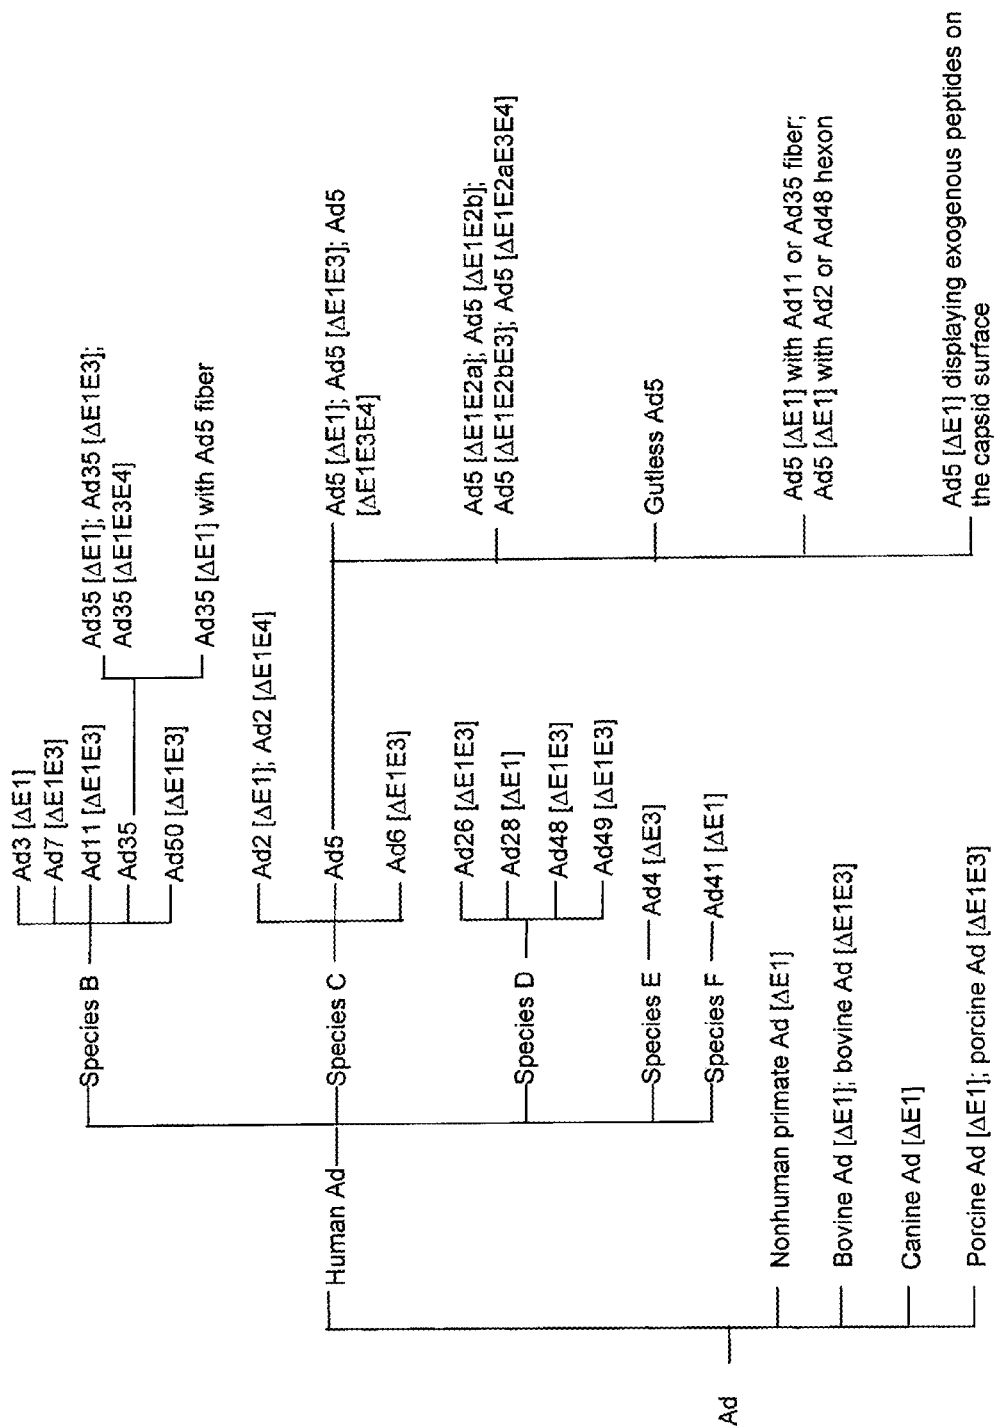 Ad
Human Ad
Species B
Ad3 [ΔE1]
Ad7 [ΔE1E3]
Ad11 [ΔE1E3]
Ad35
Ad35 [ΔE1]; Ad35 [ΔE1E3];
Ad35 [ΔE1E3E4]
Ad35 [ΔE1] with Ad5 fiber
Ad50 [ΔE1E3]
Species C
Ad2 [ΔE1]; Ad2 [ΔE1E4]
Ad5
Ad5 [ΔE1]; Ad5 [ΔE1E3]; Ad5
[ΔE1E3E4]
Ad5 [ΔE1E2a]; Ad5 [ΔE1E2b];
Ad5 [ΔE1E2bE3]; Ad5 [ΔE1E2aE3E4]
Gutless Ad5
Ad5 [ΔE1] with Ad11 or Ad35 fiber;
Ad5 [ΔE1] with Ad2 or Ad48 hexon
Ad5 [ΔE1] displaying exogenous peptides on
the capsid surface
Ad6 [ΔE1E3]
Species D
Ad26 [ΔE1E3]
Ad28 [ΔE1]
Ad48 [ΔE1E3]
Ad49 [ΔE1E3]
Species E
Ad4 [ΔE3]
Species F
Ad41 [ΔE1]
Nonhuman primate Ad [ΔE1]
Bovine Ad [ΔE1]; bovine Ad [ΔE1E3]
Canine Ad [ΔE1]
Porcine Ad [ΔE1]; porcine Ad [ΔE1E3]